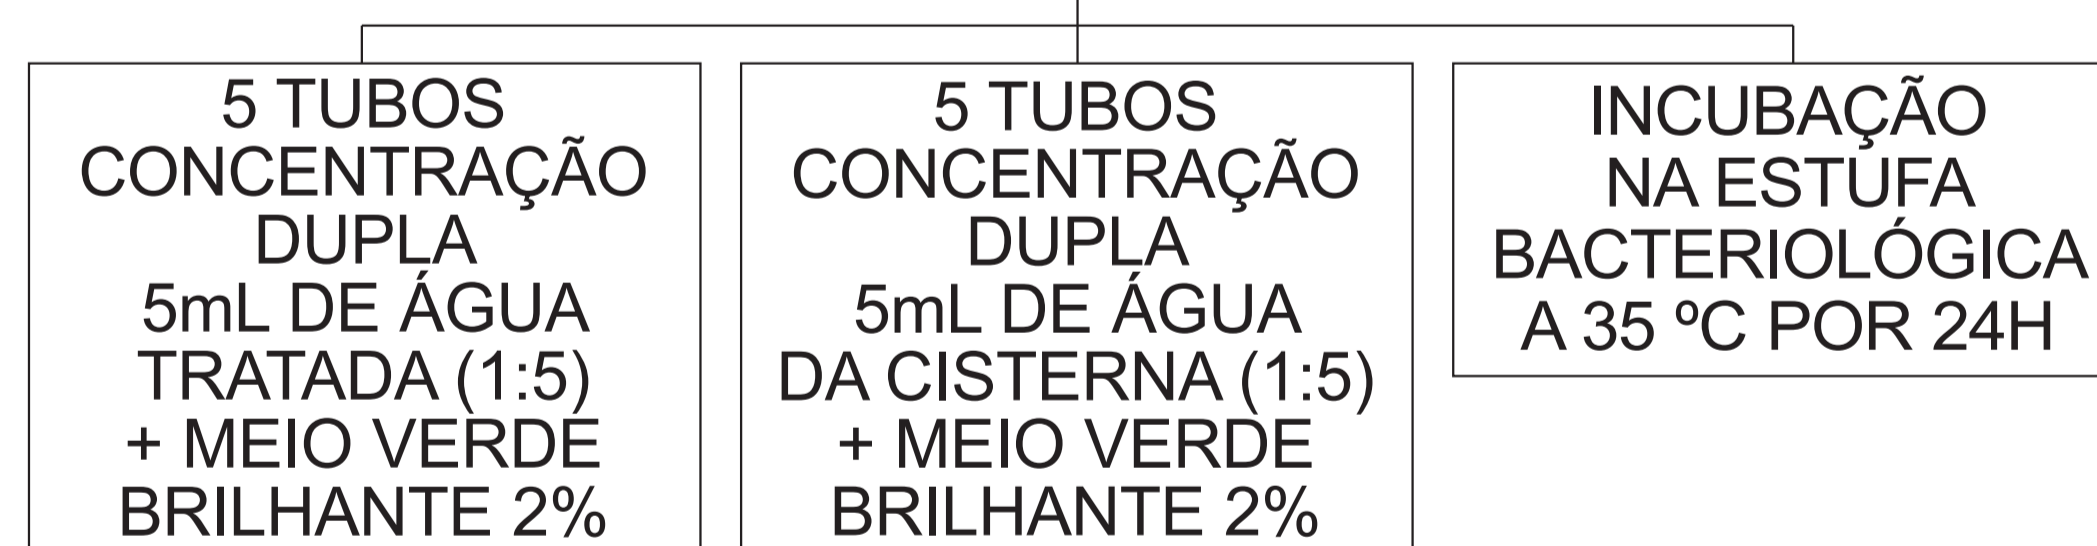 5 TUBOS
CONCENTRAÇÃO
DUPLA
5mL DE ÁGUA
TRATADA (1:5)
+ MEIO VERDE
BRILHANTE 2%
5 TUBOS
CONCENTRAÇÃO
DUPLA
5mL DE ÁGUA
DA CISTERNA (1:5)
+ MEIO VERDE
BRILHANTE 2%
INCUBAÇÃO
NA ESTUFA
BACTERIOLÓGICA
A 35 ºC POR 24H